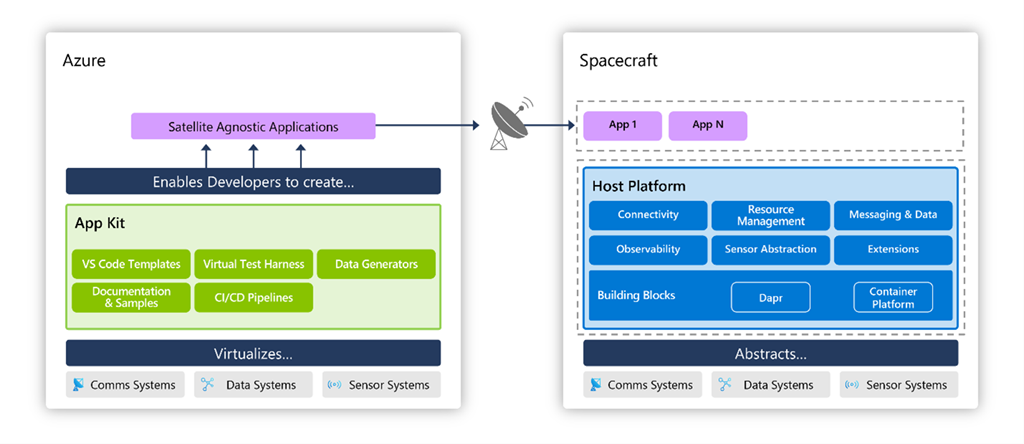 Azure
Satellite Agnostic Applications
Enables Developers to create...
App Kit
VS Code Templates
Virtual Test Harness
Data Generators
Documentation
& Samples
CI/CD Pipelines
Virtualizes...
Comms Systems
Data Systems
Sensor Systems
Spacecraft
App 1
App N
Host Platform
Connectivity
Resource
Management
Messaging & Data
Observability
Sensor Abstraction
Extensions
Building Blocks
Dapr
Container
Platform
Abstracts...
Comms Systems
Data Systems
Sensor Systems